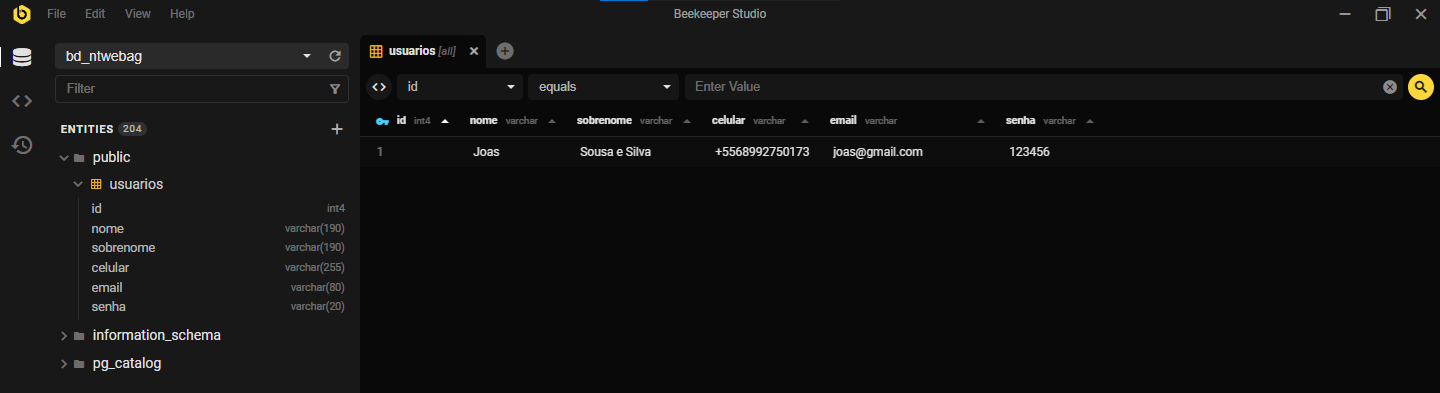 File Edit View Help Beekeeper Studio
bd_ntwebag
usuarios [all]
Filter
id equals Enter Value
ENTITIES 204
id int4 nome varchar sobrenome varchar celular varchar email varchar senha varchar
1 Joas Sousa e Silva +5568992750173 joas@gmail.com 123456
public
usuarios
id int4
nome varchar(190)
sobrenome varchar(190)
celular varchar(255)
email varchar(80)
senha varchar(20)
information_schema
pg_catalog